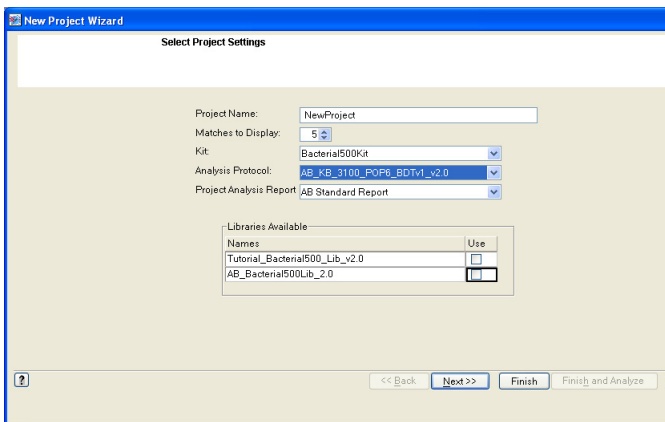 New Project Wizard
Select Project Settings
Project Name: NewProject
Matches to Display: 5
Kit: Bacterial500Kit
Analysis Protocol: AB_KB_3100_POP6_BDTv1_v2.0
Project Analysis Report AB Standard Report
Libraries Available
Names Use
Tutorial_Bacterial500_Lib_v2.0
AB_Bacterial500Lib_2.0
? << Back Next >> Finish Finish and Analyze